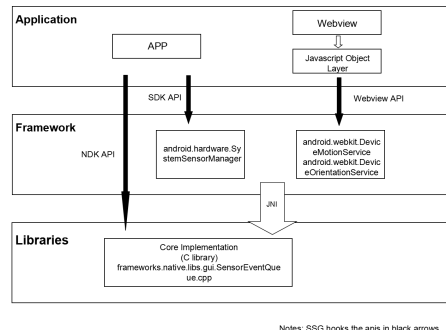 Application
Webview
APP
Javascript Object
Layer
SDK API
Webview API
Framework
NDK API
android.hardware.Sy
stemSensorManager
android.webkit.Devic
eMotionService
android.webkit.Devic
eOrientationService
JNI
Libraries
Core Implementation
(C library)
frameworks.native.libs.gui.SensorEventQue
ue.cpp
Notes: SSG hooks the apis in black arrows